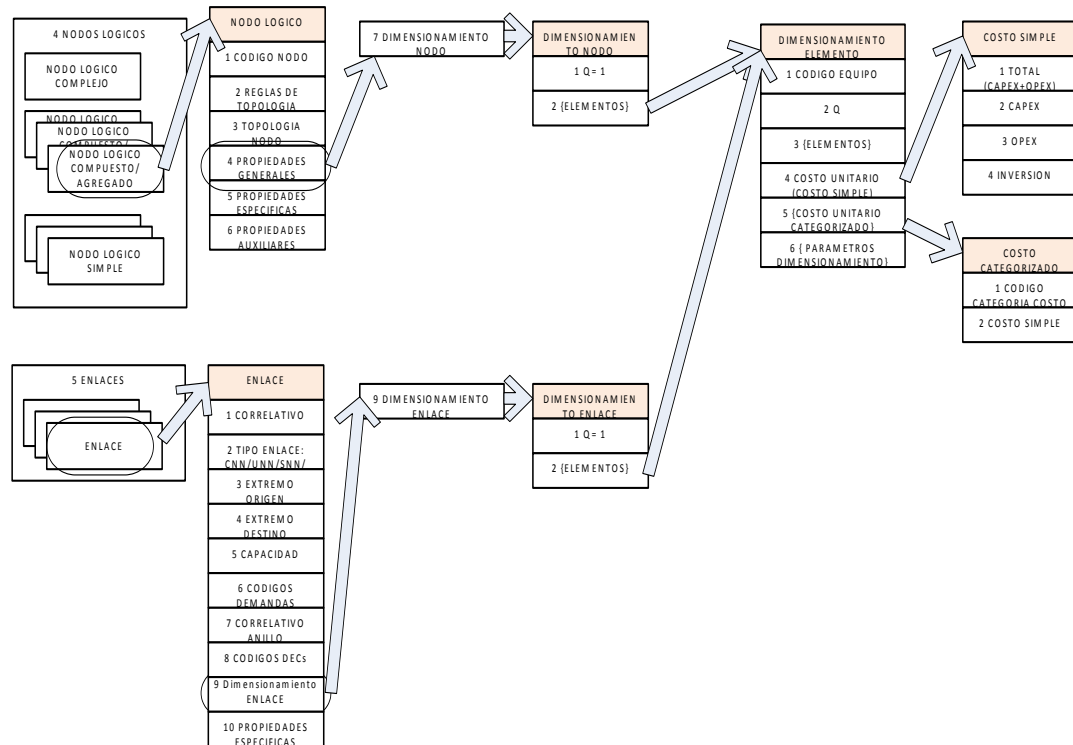 4 NODOS LOGICOS
NODO LOGICO
COMPLEJO
NODO LOGICO
NODO LOGICO
COMPUESTO/
NODO LOGICO
COMPUESTO/
AGREGADO
NODO LOGICO
SIMPLE
NODO LOGICO
1 CODIGO NODO
2 REGLAS DE
TOPOLOGIA
3 TOPOLOGIA
NODO
4 PROPIEDADES
GENERALES
5 PROPIEDADES
ESPECIFICAS
6 PROPIEDADES
AUXILIARES
7 DIMENSIONAMIENTO
NODO
DIMENSIONAMIEN
TO NODO
1 Q= 1
2 {ELEMENTOS}
DIMENSIONAMIENTO
ELEMENTO
1 CODIGO EQUIPO
2 Q
3 {ELEMENTOS}
4 COSTO UNITARIO
(COSTO SIMPLE)
5 {COSTO UNITARIO
CATEGORIZADO}
6 { PARAMETROS
DIMENSIONAMIENTO}
COSTO SIMPLE
1 TOTAL
(CAPEX+OPEX)
2 CAPEX
3 OPEX
4 INVERSION
COSTO
CATEGORIZADO
1 CODIGO
CATEGORIA COSTO
2 COSTO SIMPLE
5 ENLACES
ENLACE
ENLACE
1 CORRELATIVO
2 TIPO ENLACE:
CNN/UNN/SNN/
3 EXTREMO
ORIGEN
4 EXTREMO
DESTINO
5 CAPACIDAD
6 CODIGOS
DEMANDAS
7 CORRELATIVO
ANILLO
8 CODIGOS DECs
9 Dimensionamiento
ENLACE
10 PROPIEDADES
ESPECIFICAS
9 DIMENSIONAMIENTO
ENLACE
DIMENSIONAMIEN
TO ENLACE
1 Q= 1
2 {ELEMENTOS}